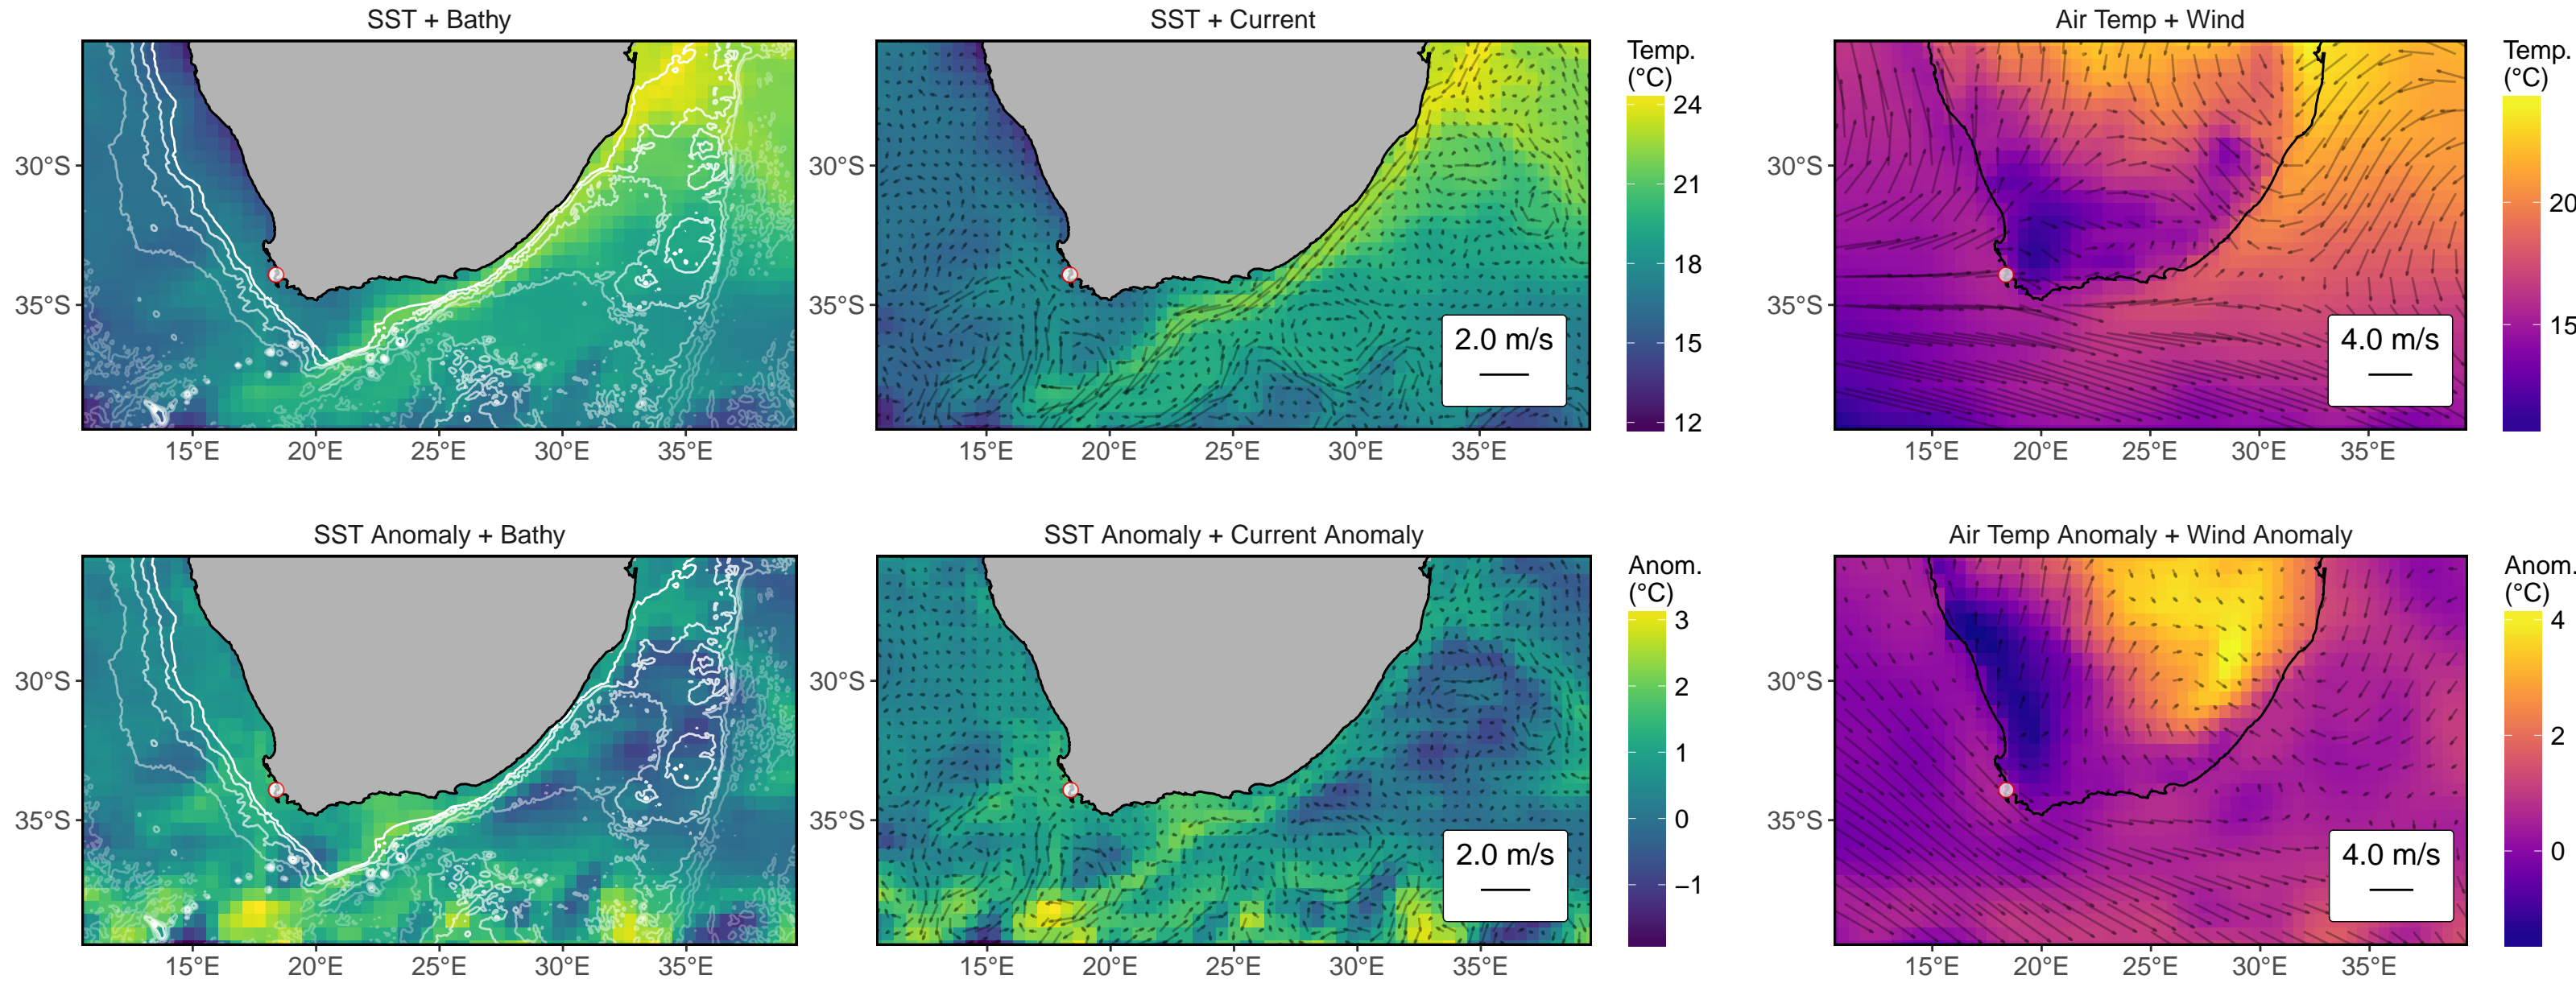 SST + Bathy
30°S
35°S
15°E 20°E 25°E 30°E 35°E
SST + Current
30°S
35°S
2.0 m/s
15°E 20°E 25°E 30°E 35°E
Temp.
(°C)
24
21
18
15
12
Air Temp + Wind
30°S
35°S
4.0 m/s
15°E 20°E 25°E 30°E 35°E
Temp.
(°C)
20
15
SST Anomaly + Bathy
30°S
35°S
15°E 20°E 25°E 30°E 35°E
SST Anomaly + Current Anomaly
30°S
35°S
2.0 m/s
15°E 20°E 25°E 30°E 35°E
Anom.
(°C)
3
2
1
0
−1
Air Temp Anomaly + Wind Anomaly
30°S
35°S
4.0 m/s
15°E 20°E 25°E 30°E 35°E
Anom.
(°C)
4
2
0